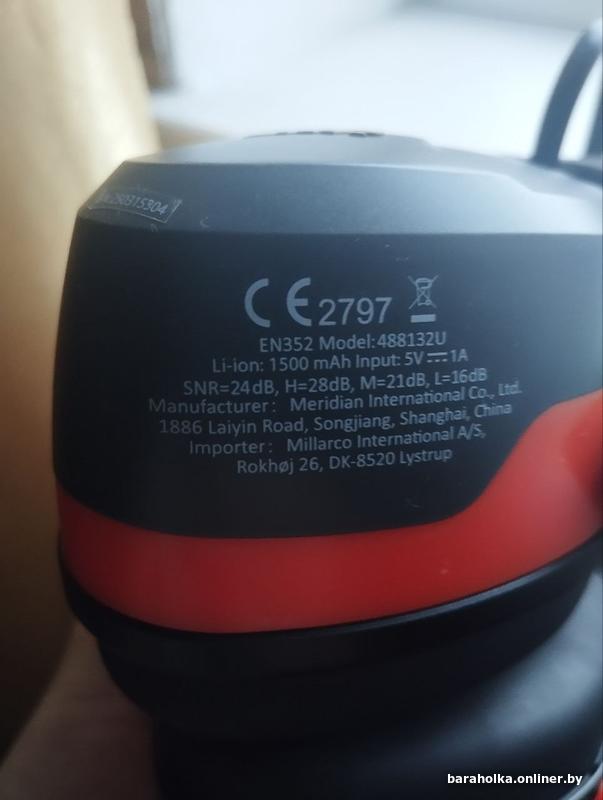 CE 2797
EN352 Model:488132U
Li-ion: 1500 mAh Input: 5V⎓1A
SNR=24dB, H=28dB, M=21dB, L=16dB
Manufacturer: Meridian International Co., Ltd.
1886 Laiyin Road, Songjiang, Shanghai, China
Importer: Millarco International A/S,
Rokhøj 26, DK-8520 Lystrup
baraholka.onliner.by